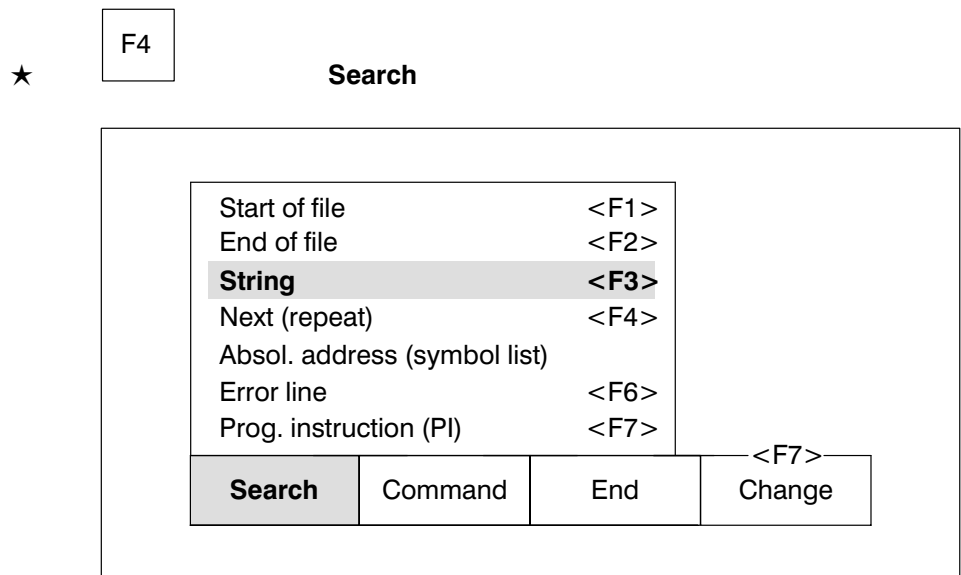 F4
★ Search
Start of file <F1>
End of file <F2>
String <F3>
Next (repeat) <F4>
Absol. address (symbol list)
Error line <F6>
Prog. instruction (PI) <F7>
<F7>
Search Command End Change